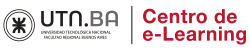 UTN.BA
UNIVERSIDAD TECNOLÓGICA NACIONAL
FACULTAD REGIONAL BUENOS AIRES
Centro de
e-Learning